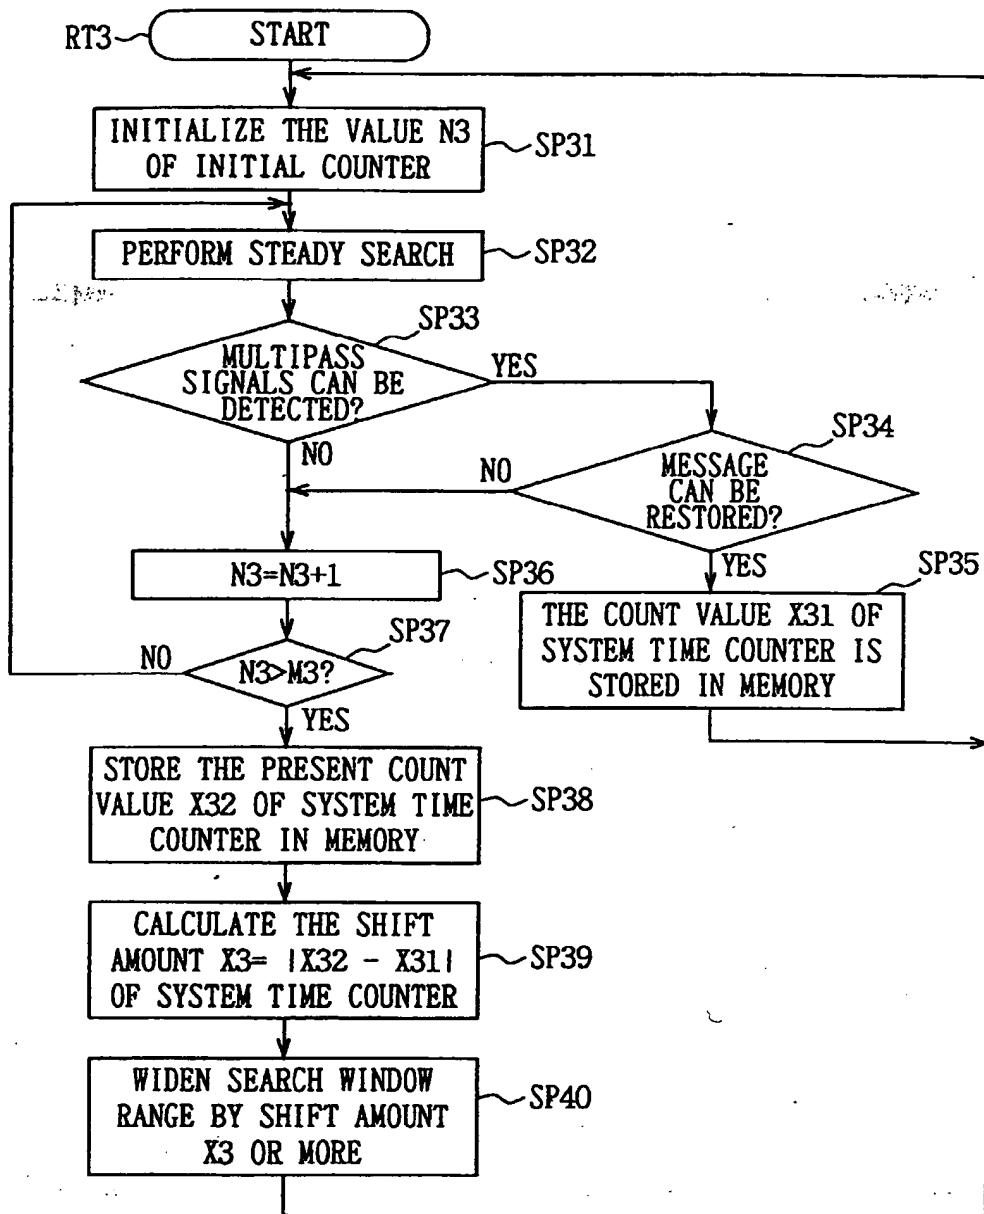 RT3
START
INITIALIZE THE VALUE N3
OF INITIAL COUNTER
SP31
PERFORM STEADY SEARCH
SP32
SP33
MULTIPASS
SIGNALS CAN BE
DETECTED?
YES
NO
SP34
MESSAGE
CAN BE
RESTORED?
NO
YES
SP35
THE COUNT VALUE X31 OF
SYSTEM TIME COUNTER IS
STORED IN MEMORY
N3=N3+1
SP36
SP37
N3>M3?
NO
YES
STORE THE PRESENT COUNT
VALUE X32 OF SYSTEM TIME
COUNTER IN MEMORY
SP38
CALCULATE THE SHIFT
AMOUNT X3= |X32 - X31|
OF SYSTEM TIME COUNTER
SP39
WIDEN SEARCH WINDOW
RANGE BY SHIFT AMOUNT
X3 OR MORE
SP40